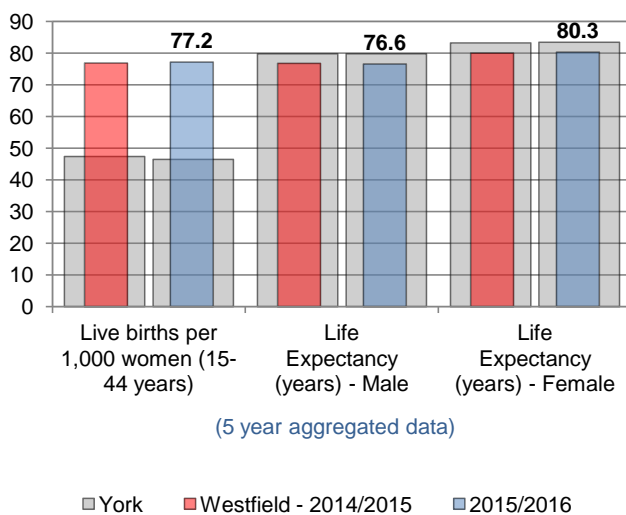 90
80
70
60
50
40
30
20
10
0
77.2
76.6
80.3
Live births per
1,000 women (15-
44 years)
Life
Expectancy
(years) - Male
Life
Expectancy
(years) - Female
(5 year aggregated data)
York
Westfield - 2014/2015
2015/2016